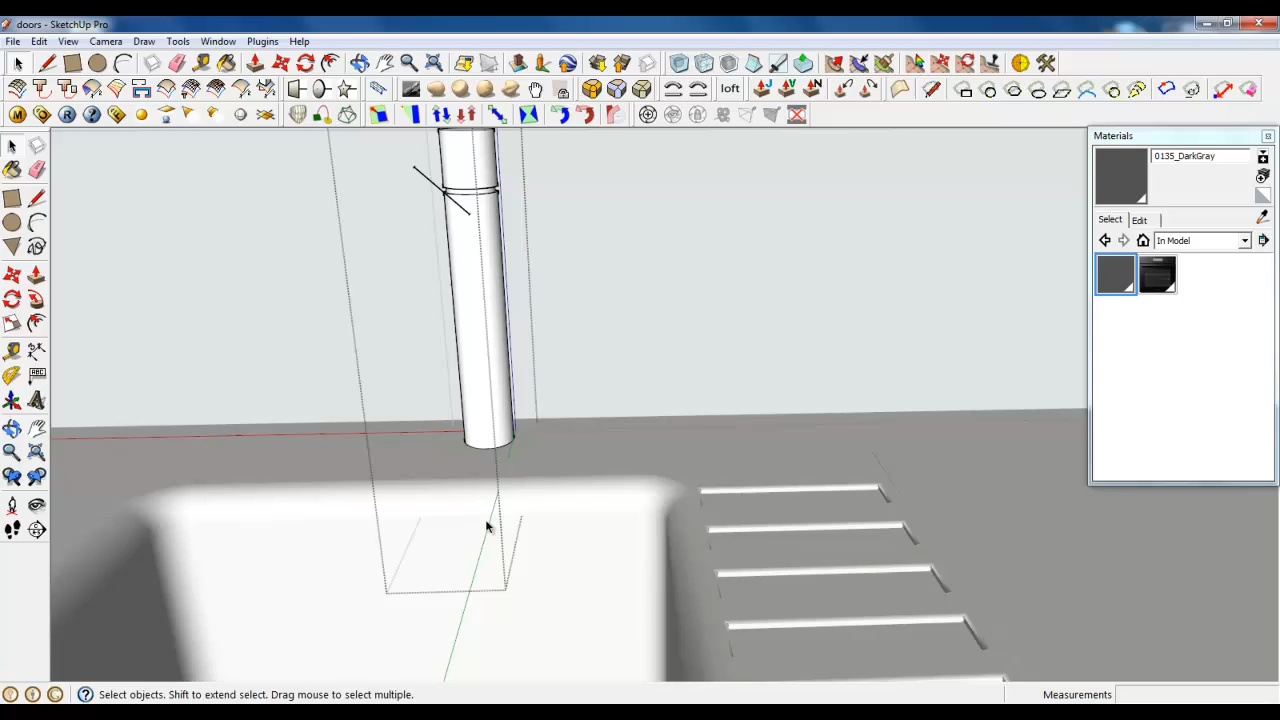 doors - SketchUp Pro
File Edit View Camera Draw Tools Window Plugins Help
loft
Materials
0135_DarkGray
Select Edit
In Model
Select objects. Shift to extend select. Drag mouse to select multiple.
Measurements